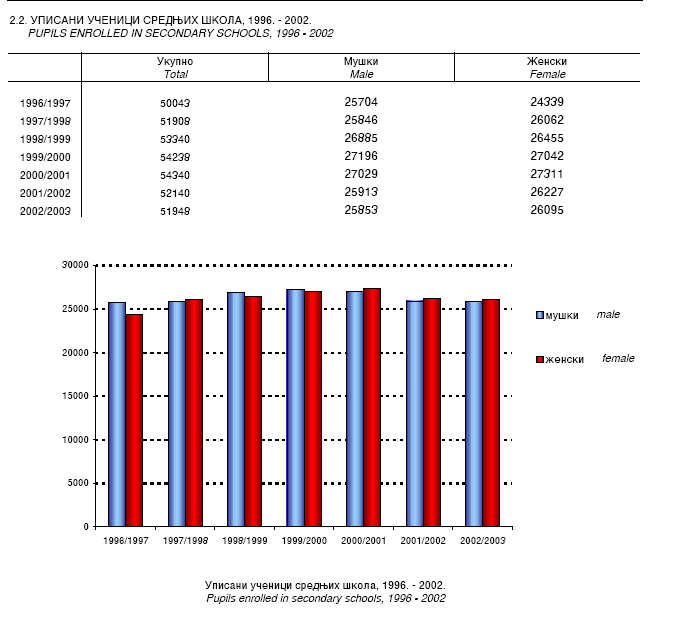 2.2. УПИСАНИ УЧЕНИЦИ СРЕДЊИХ ШКОЛА, 1996. - 2002.
PUPILS ENROLLED IN SECONDARY SCHOOLS, 1996 - 2002
Укупно Мушки Женски
Total Male Female
1996/1997 50043 25704 24339
1997/1998 51908 25846 26062
1998/1999 53340 26885 26455
1999/2000 54238 27196 27042
2000/2001 54340 27029 27311
2001/2002 52140 25913 26227
2002/2003 51948 25853 26095
30000
25000
20000
15000
10000
5000
0
мушки male
женски female
1996/1997 1997/1998 1998/1999 1999/2000 2000/2001 2001/2002 2002/2003
Уписани ученици средњих школа, 1996. - 2002.
Pupils enrolled in secondary schools, 1996 - 2002